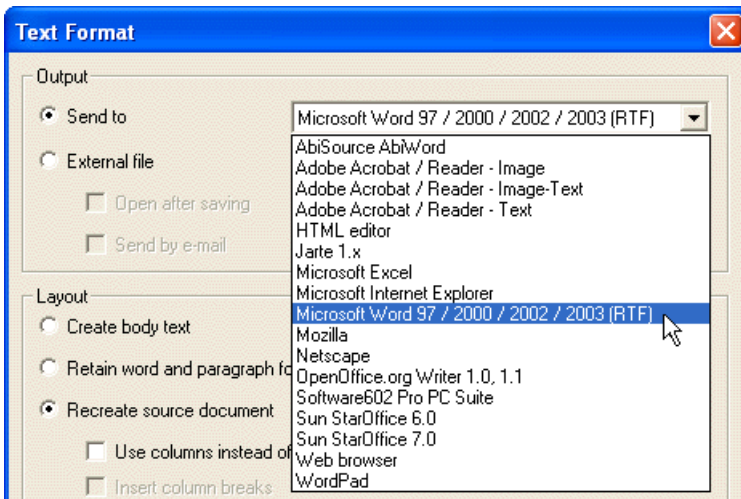 Text Format
Output
Send to
Microsoft Word 97 / 2000 / 2002 / 2003 (RTF)
External file
Open after saving
Send by e-mail
AbiSource AbiWord
Adobe Acrobat / Reader - Image
Adobe Acrobat / Reader - Image-Text
Adobe Acrobat / Reader - Text
HTML editor
Jarte 1.x
Microsoft Excel
Microsoft Internet Explorer
Microsoft Word 97 / 2000 / 2002 / 2003 (RTF)
Mozilla
Netscape
OpenOffice.org Writer 1.0, 1.1
Software602 Pro PC Suite
Sun StarOffice 6.0
Sun StarOffice 7.0
Web browser
WordPad
Layout
Create body text
Retain word and paragraph fo
Recreate source document
Use columns instead of
Insert column breaks